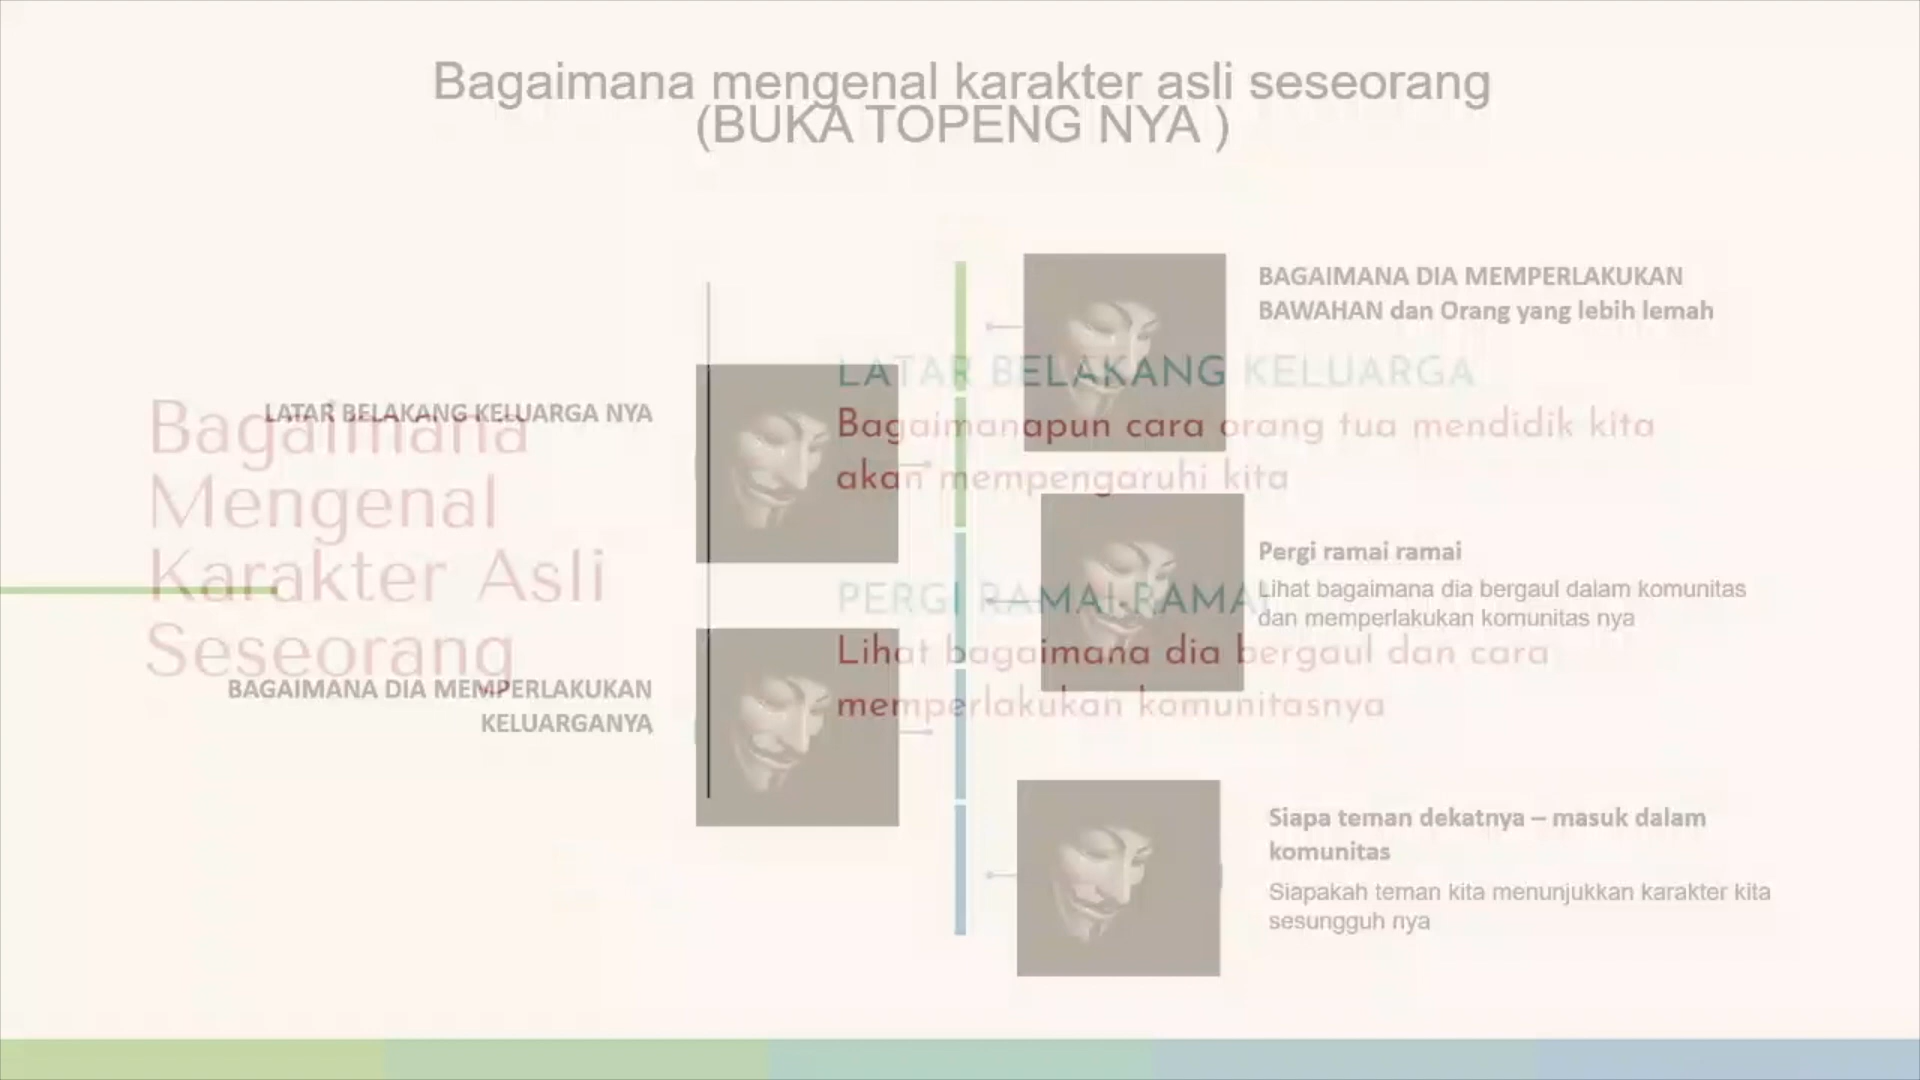 Bagaimana mengenal karakter asli seseorang
(BUKA TOPENG NYA )
LATAR BELAKANG KELUARGA NYA
BAGAIMANA DIA MEMPERLAKUKAN
KELUARGANYA
BAGAIMANA DIA MEMPERLAKUKAN
BAWAHAN dan Orang yang lebih lemah
Pergi ramai ramai
Lihat bagaimana dia bergaul dalam komunitas
dan memperlakukan komunitas nya
Siapa teman dekatnya – masuk dalam
komunitas
Siapakah teman kita menunjukkan karakter kita
sesungguh nya
Bagaimana
Mengenal
Karakter Asli
Seseorang
LATAR BELAKANG KELUARGA
Bagaimanapun cara orang tua mendidik kita
akan mempengaruhi kita
PERGI RAMAI RAMAI
Lihat bagaimana dia bergaul dan cara
memperlakukan komunitasnya